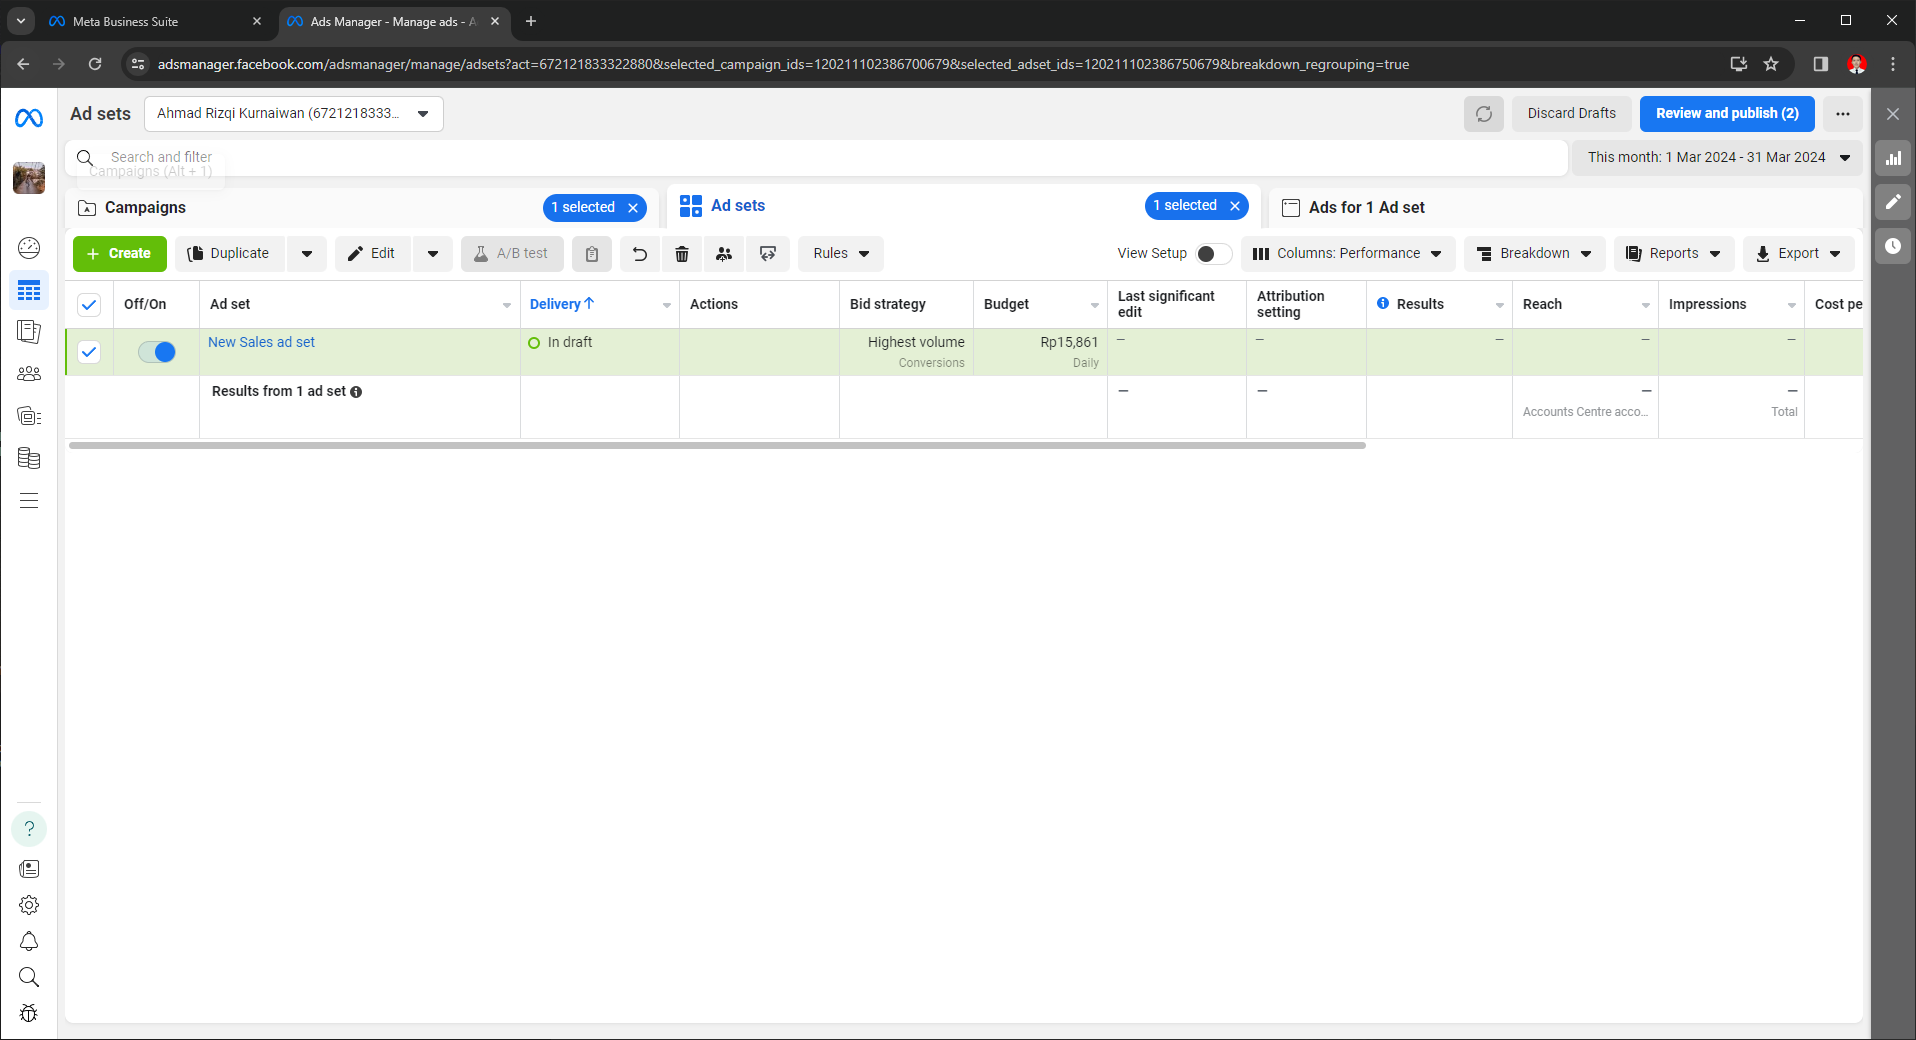 Meta Business Suite
Ads Manager - Manage ads - A
adsmanager.facebook.com/adsmanager/manage/adsets?act=672121833322880&selected_campaign_ids=120211102386700679&selected_adset_ids=120211102386750679&breakdown_regrouping=true
Ad sets
Ahmad Rizqi Kurnaiwan (6721218333...
Discard Drafts
Review and publish (2)
Search and filter
Campaigns (Alt + 1)
This month: 1 Mar 2024 - 31 Mar 2024
Campaigns
1 selected
Ad sets
1 selected
Ads for 1 Ad set
+ Create
Duplicate
Edit
A/B test
Rules
View Setup
Columns: Performance
Breakdown
Reports
Export
Off/On
Ad set
Delivery↑
Actions
Bid strategy
Budget
Last significant edit
Attribution setting
Results
Reach
Impressions
Cost pe
New Sales ad set
In draft
Highest volume
Conversions
Rp15,861
Daily
—
—
—
—
—
Results from 1 ad set
—
—
—
Accounts Centre acco...
—
Total
?